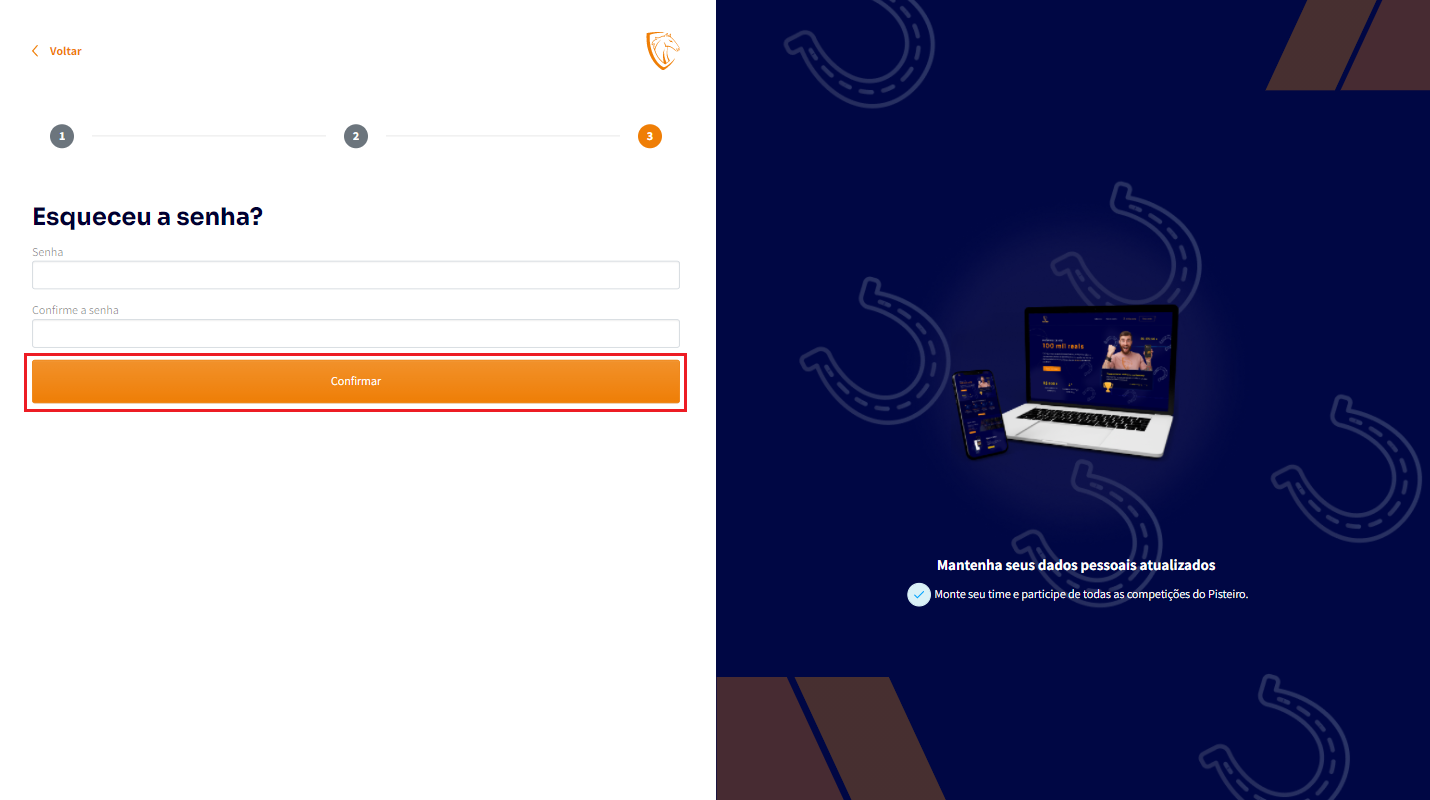 Voltar
1
2
3
Esqueceu a senha?
Senha
Confirme a senha
Confirmar
100 mil reais
Mantenha seus dados pessoais atualizados
Monte seu time e participe de todas as competições do Pisteiro.